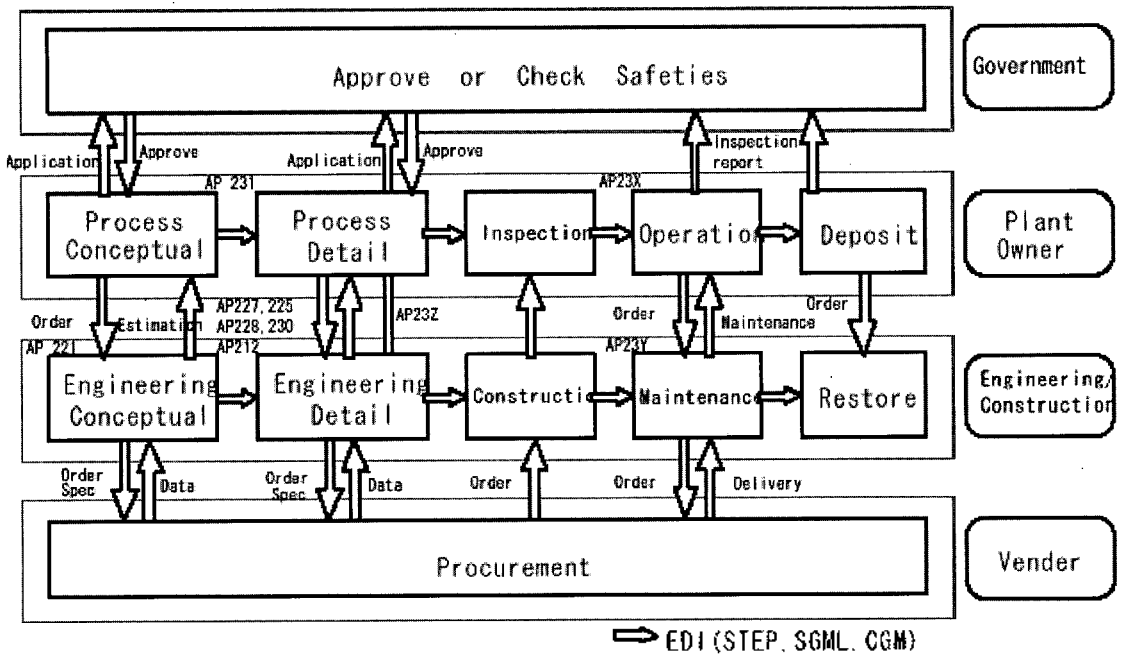 Approve or Check Safeties
Government
Application
Approve
Application
Approve
Inspection
report
AP 231
AP23X
Process
Conceptual
Process
Detail
Inspection
Operation
Deposit
Plant
Owner
Order
Estimation
AP227, 225
AP228, 230
AP212
AP23Z
Order
Maintenance
Order
AP 221
AP23Y
Engineering
Conceptual
Engineering
Detail
Constructio
Maintenance
Restore
Engineering/
Construction
Order
Spec
Data
Order
Spec
Data
Order
Order
Delivery
Procurement
Vender
EDI (STEP, SGML, CGM)